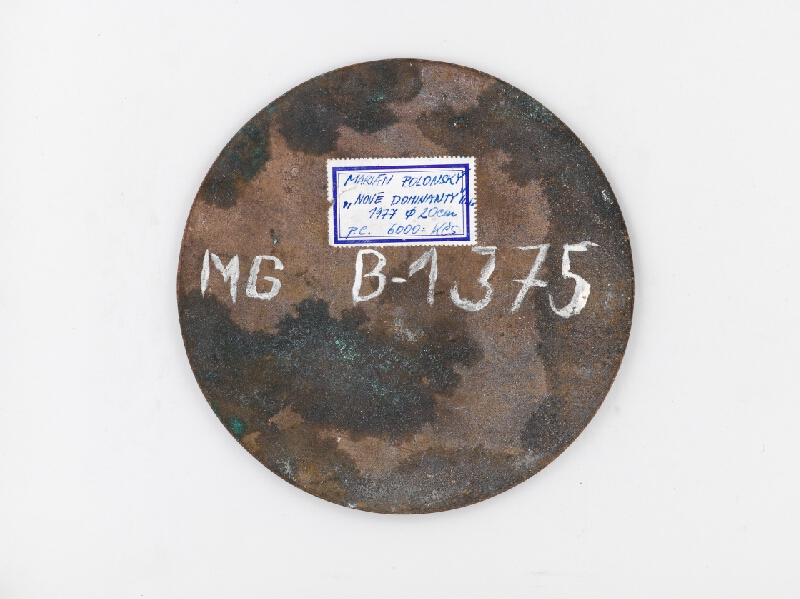 MARIÁN POLONSKÝ
„NOVÉ DOMINANTY"
1977 ϕ 20cm
P.C. 6000= Kčs
MG B-1375